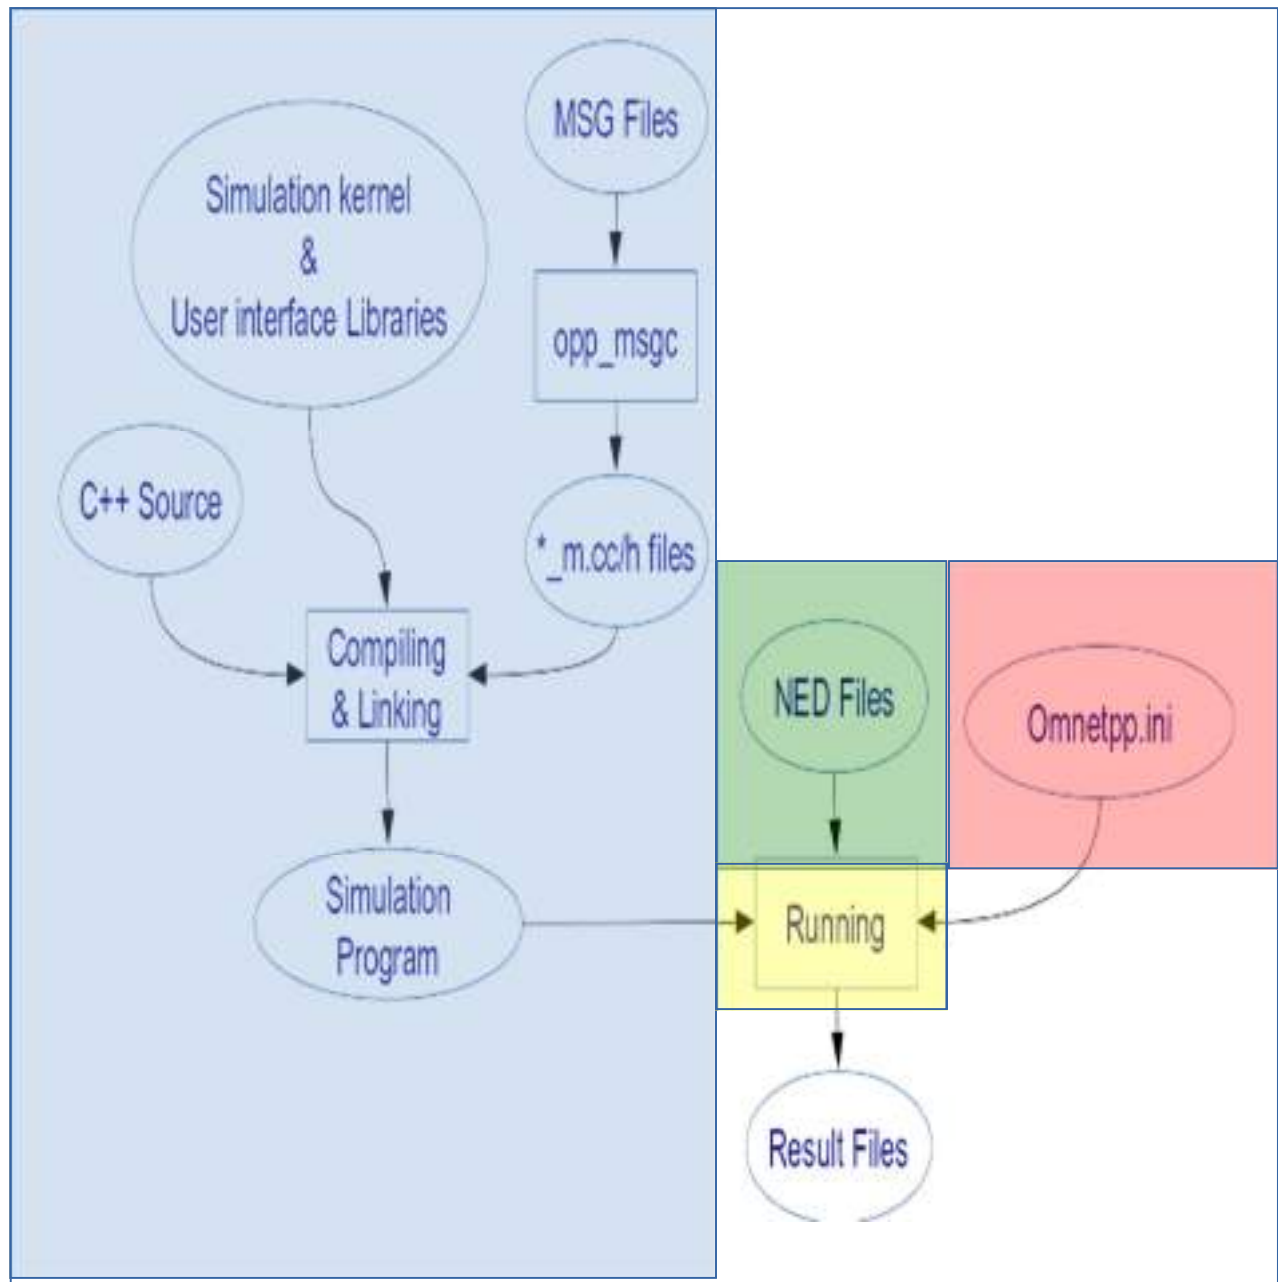 MSG Files
Simulation kernel
&
User interface Libraries
opp_msgc
C++ Source
*_m.cc/h files
Compiling
& Linking
NED Files
Omnetpp.ini
Simulation
Program
Running
Result Files